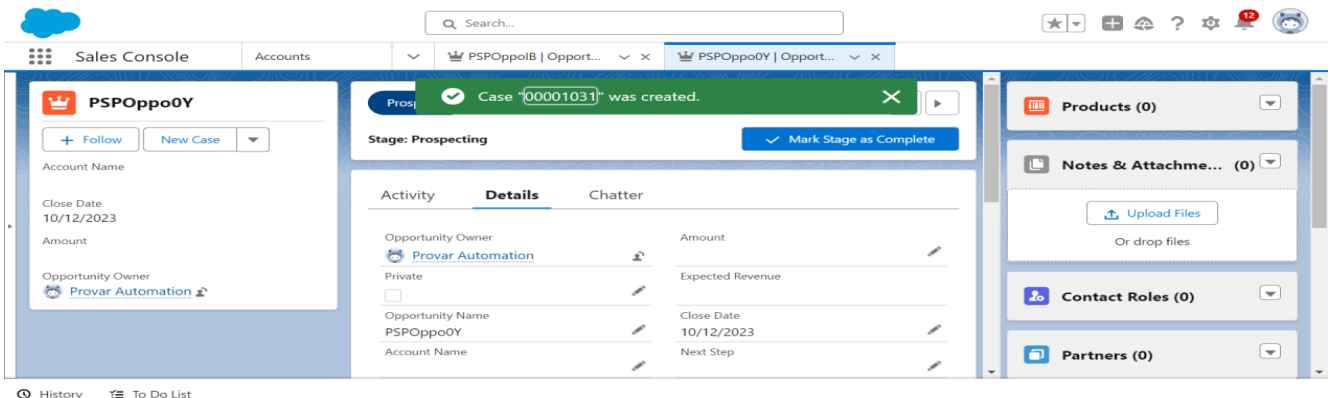 Search...
12
Sales Console
Accounts
PSPOppoIB | Opport...
PSPOppo0Y | Opport...
PSPOppo0Y
Follow
New Case
Account Name
Close Date
10/12/2023
Amount
Opportunity Owner
Provar Automation
Case "00001031" was created.
Stage: Prospecting
Mark Stage as Complete
Activity
Details
Chatter
Opportunity Owner
Provar Automation
Amount
Private
Expected Revenue
Opportunity Name
PSPOppo0Y
Close Date
10/12/2023
Account Name
Next Step
Products (0)
Notes & Attachme... (0)
Upload Files
Or drop files
Contact Roles (0)
Partners (0)
History
To Do List